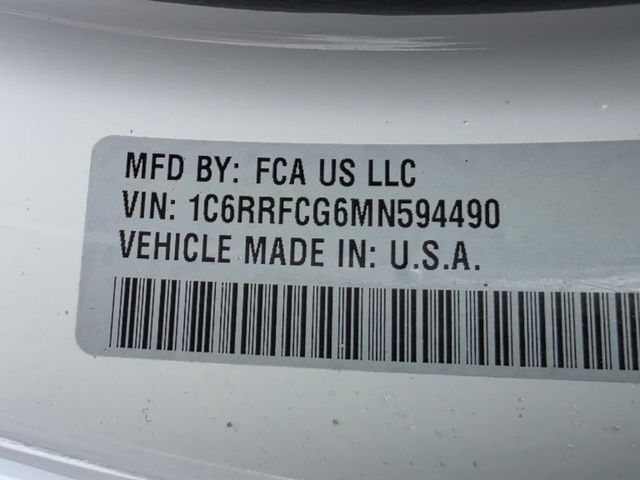 MFD BY: FCA US LLC
VIN: 1C6RRFCG6MN594490
VEHICLE MADE IN: U.S.A.